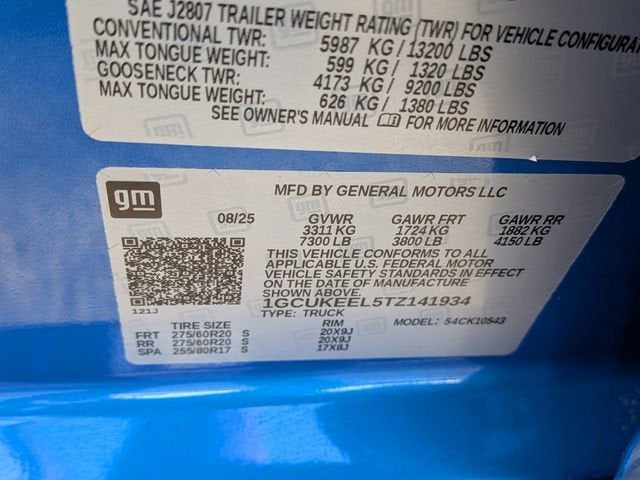 SAE J2807 TRAILER WEIGHT RATING (TWR) FOR VEHICLE CONFIGURAT
CONVENTIONAL TWR: 5987 KG / 13200 LBS
MAX TONGUE WEIGHT: 599 KG / 1320 LBS
GOOSENECK TWR: 4173 KG / 9200 LBS
MAX TONGUE WEIGHT: 626 KG / 1380 LBS
SEE OWNER'S MANUAL FOR MORE INFORMATION
gm
MFD BY GENERAL MOTORS LLC
08/25 GVWR GAWR FRT GAWR RR
3311 KG 1724 KG 1882 KG
7300 LB 3800 LB 4150 LB
THIS VEHICLE CONFORMS TO ALL
APPLICABLE U.S. FEDERAL MOTOR
VEHICLE SAFETY STANDARDS IN EFFECT
ON THE DATE OF MANUFACTURE
SHOWN ABOVE.
1GCUKEEL5TZ141934
121J TYPE: TRUCK MODEL: 54CK10543
TIRE SIZE RIM
FRT 275/60R20 S 20X9J
RR 275/60R20 S 20X9J
SPA 255/80R17 S 17X8J